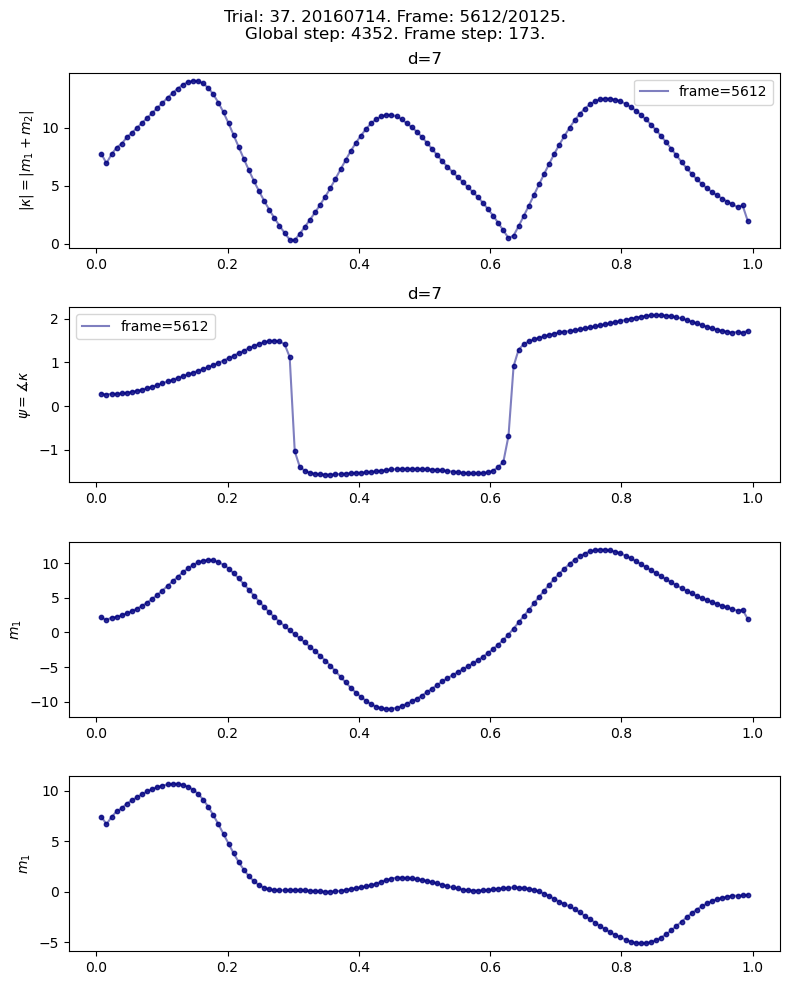 Trial: 37. 20160714. Frame: 5612/20125.
Global step: 4352. Frame step: 173.
d=7
|κ| = |m₁ + m₂|
10
5
0
frame=5612
0.0 0.2 0.4 0.6 0.8 1.0
d=7
ψ = ∡κ
2
1
0
−1
frame=5612
0.0 0.2 0.4 0.6 0.8 1.0
m₁
10
5
0
−5
−10
0.0 0.2 0.4 0.6 0.8 1.0
m₁
10
5
0
−5
0.0 0.2 0.4 0.6 0.8 1.0